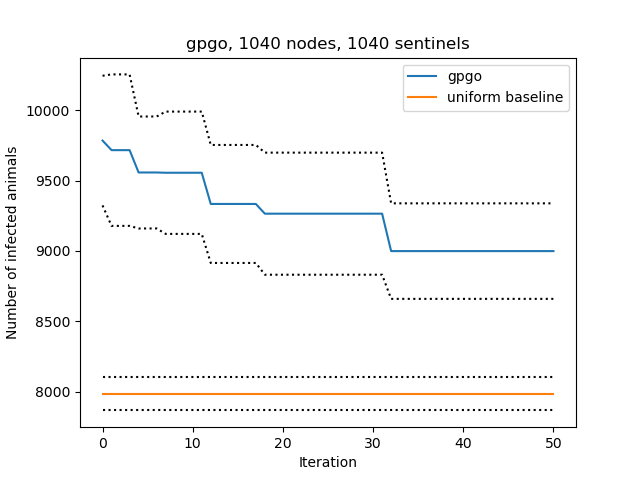 gpgo, 1040 nodes, 1040 sentinels
gpgo
uniform baseline
Number of infected animals
10000
9500
9000
8500
8000
0
10
20
30
40
50
Iteration